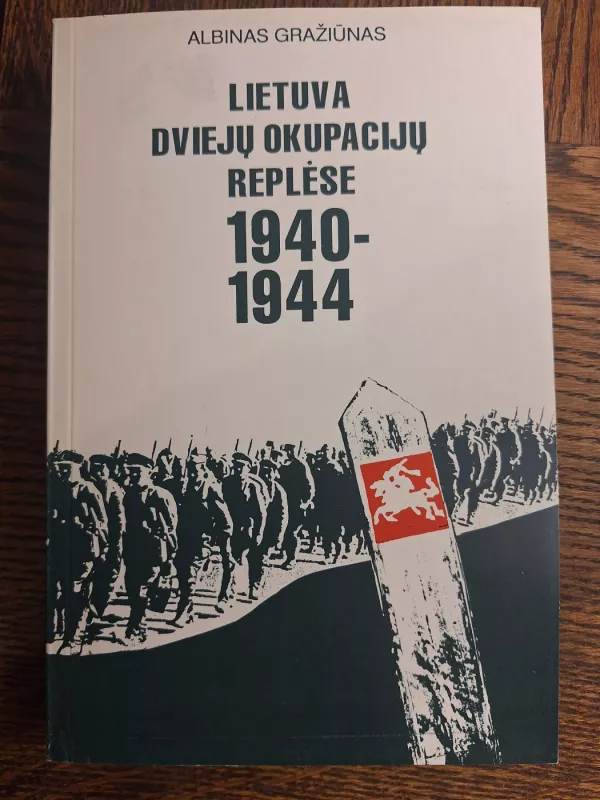 ALBINAS GRAŽIŪNAS
LIETUVA
DVIEJŲ OKUPACIJŲ
REPLĖSE
1940-
1944